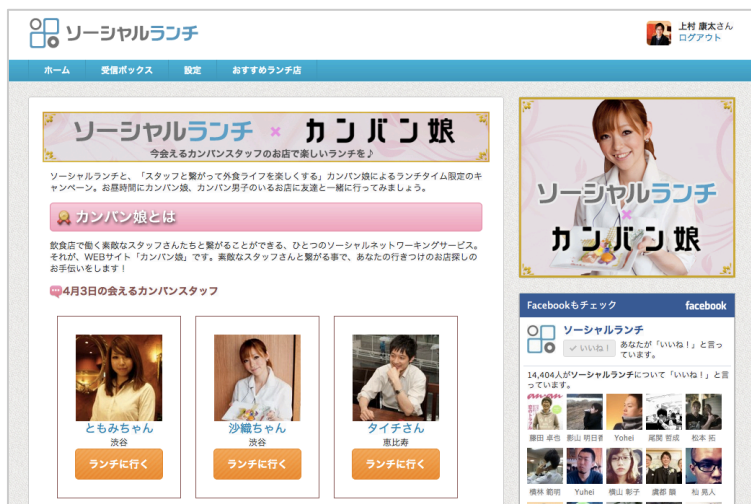 ソーシャルランチ
上村 康太さん
ログアウト
ホーム 受信ボックス 設定 おすすめランチ店
ソーシャルランチ × カンバン娘
今会えるカンバンスタッフのお店で楽しいランチを♪
ソーシャルランチと、「スタッフと繋がって外食ライフを楽しくする」カンバン娘によるランチタイム限定のキ
ャンペーン。お昼時間にカンバン娘、カンバン男子のいるお店に友達と一緒に行ってみましょう。
カンバン娘とは
飲食店で働く素敵なスタッフさんたちと繋がることができる、ひとつのソーシャルネットワーキングサービス。
それが、WEBサイト「カンバン娘」です。素敵なスタッフさんと繋がる事で、あなたの行きつけのお店探しの
お手伝いをします！
4月3日の会えるカンバンスタッフ
ともみちゃん 沙織ちゃん タイチさん
渋谷 渋谷 恵比寿
ランチに行く ランチに行く ランチに行く
ソーシャルランチ
×
カンバン娘
Facebookもチェック facebook
ソーシャルランチ
いいね！ あなたが「いいね！」と言っ
ています。
14,404人がソーシャルランチについて「いいね！」と言
っています。
藤田 卓也 影山 明日香 Yohei 尾関 哲成 松本 拓
横林 範明 Yuhei 横山 彰子 虞都 韻 杣 晃人